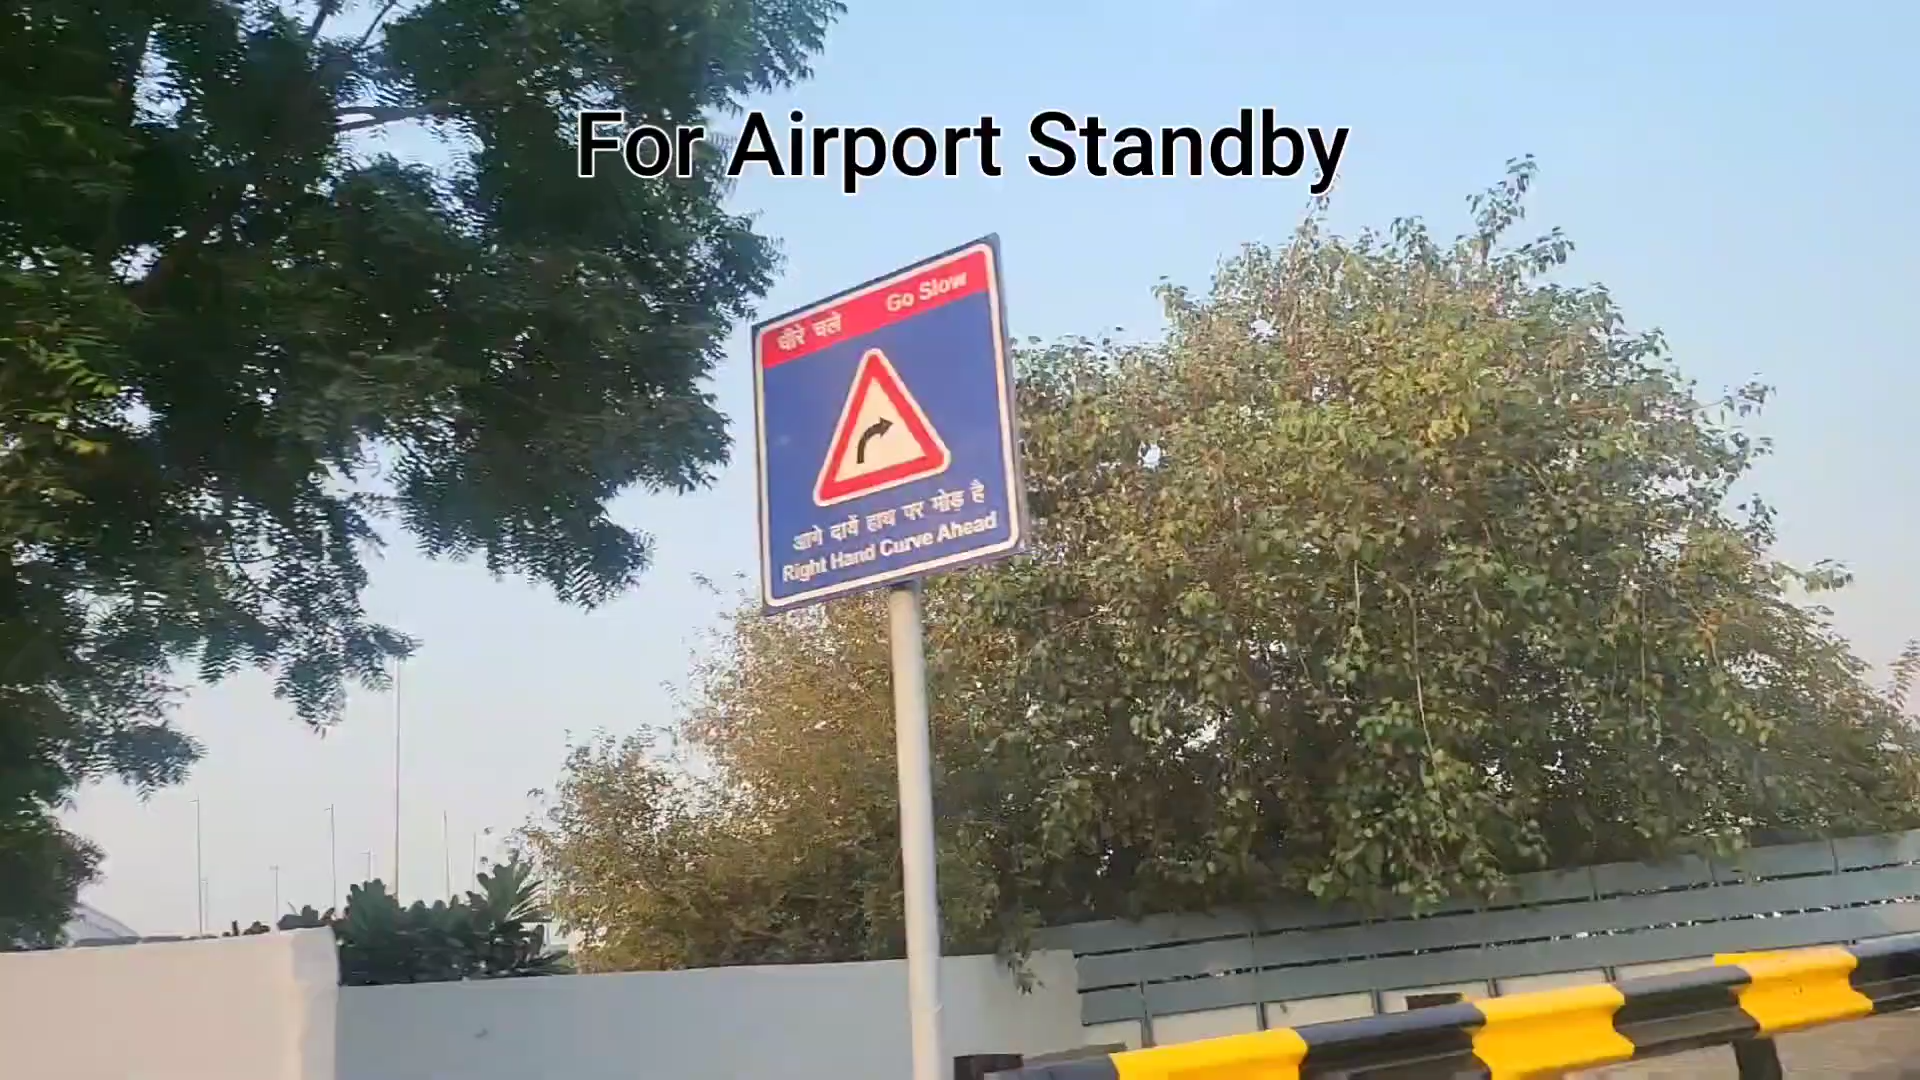 For Airport Standby
धीरे चले Go Slow
आगे दायें हाथ पर मोड़ है
Right Hand Curve Ahead